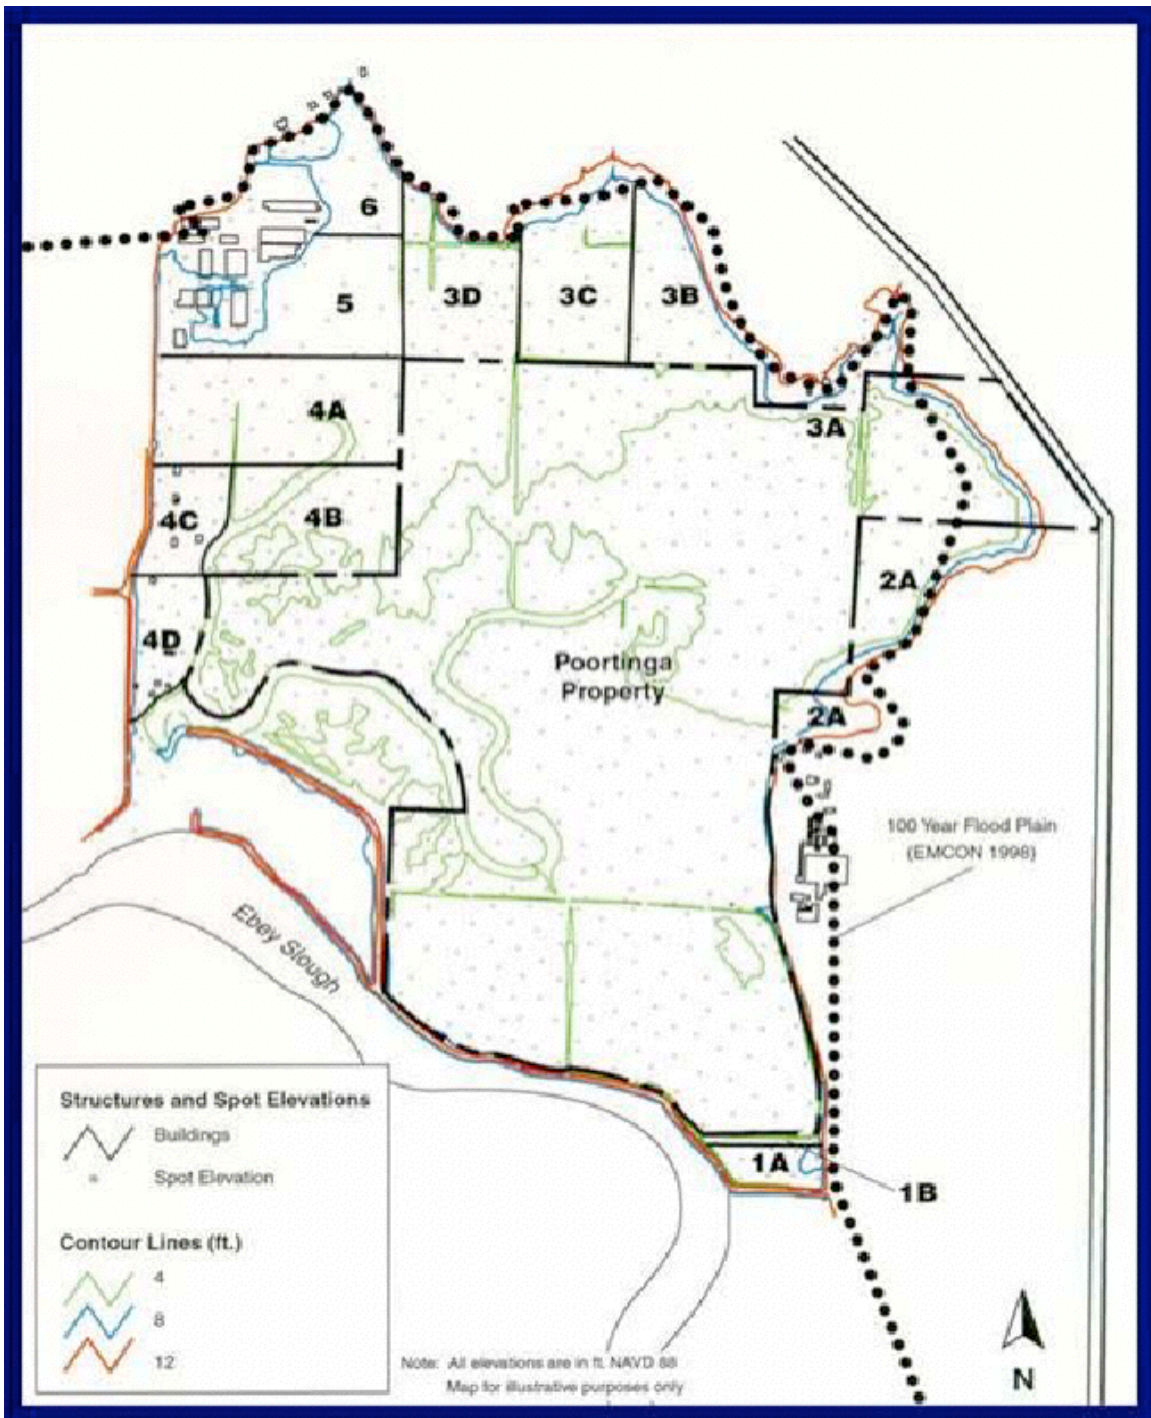 6
5
3D
3C
3B
4A
3A
4C
4B
2A
4D
Poortinga
Property
2A
100 Year Flood Plain
(EMCON 1998)
Ebey Slough
1A
1B
Structures and Spot Elevations
Buildings
Spot Elevation
Contour Lines (ft.)
4
8
12
Note: All elevations are in ft. NAVD 88
Map for illustrative purposes only
N